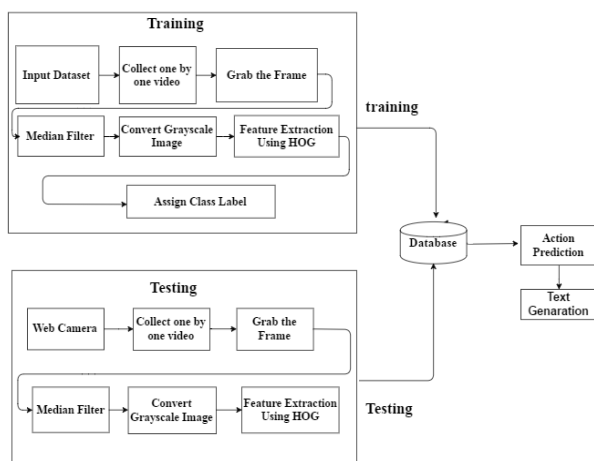 Training
Input Dataset
Collect one by
one video
Grab the Frame
Median Filter
Convert Grayscale
Image
Feature Extraction
Using HOG
Assign Class Label
training
Database
Action
Prediction
Text
Genaration
Testing
Web Camera
Collect one by
one video
Grab the
Frame
Median Filter
Convert
Grayscale Image
Feature Extraction
Using HOG
Testing